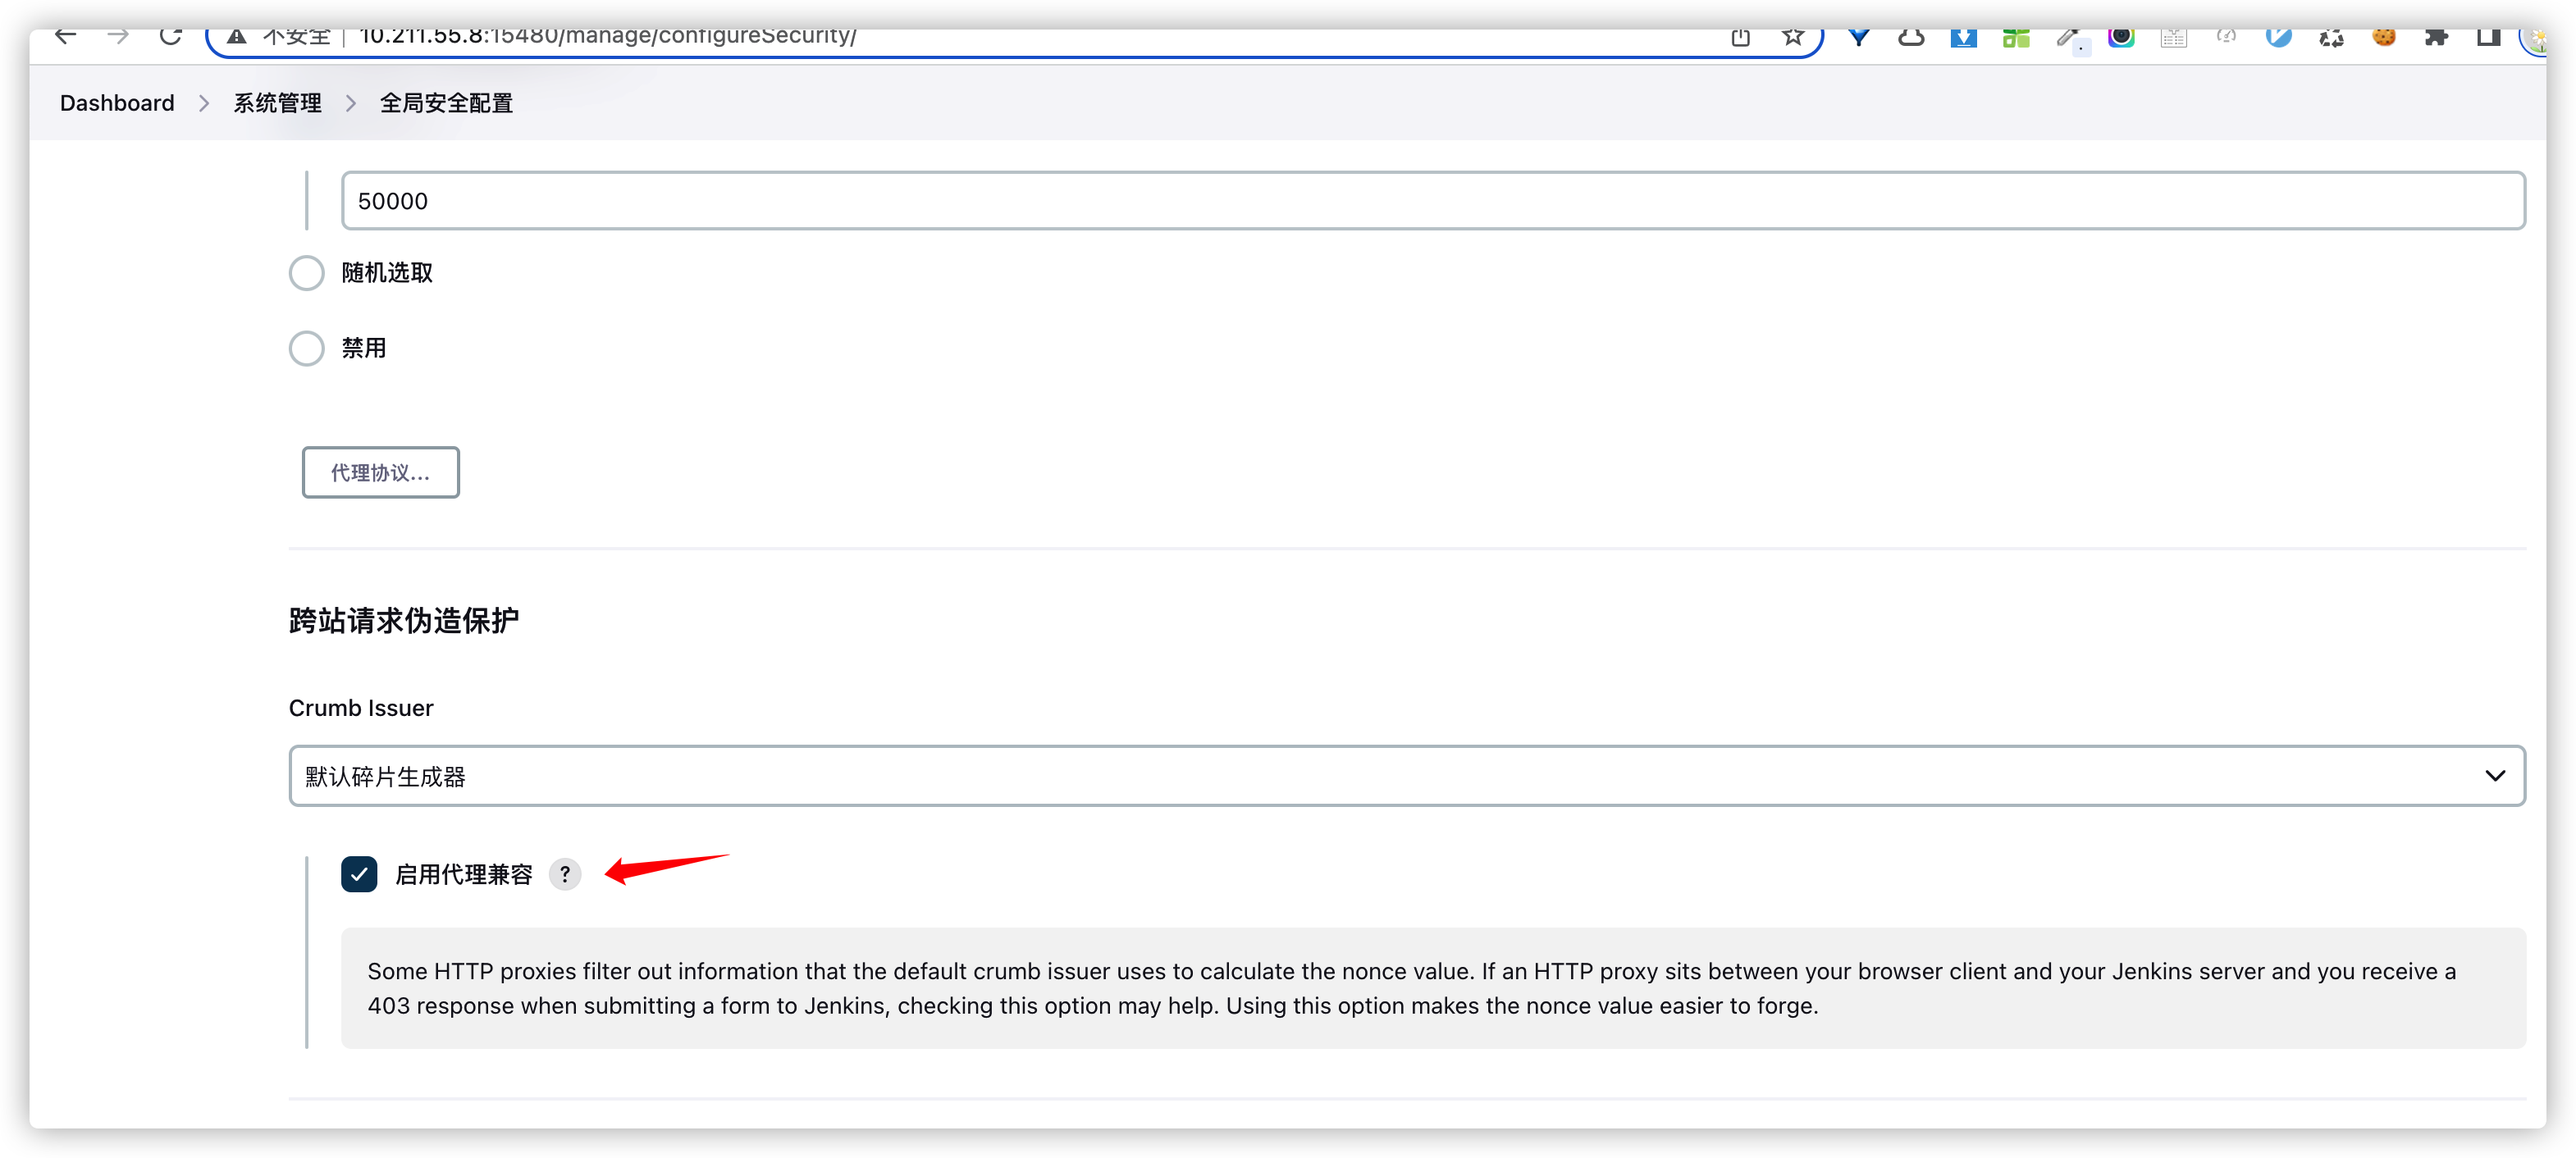 不安全 10.211.55.8:15480/manage/configureSecurity/
Dashboard 系统管理 全局安全配置
50000
随机选取
禁用
代理协议...
跨站请求伪造保护
Crumb Issuer
默认碎片生成器
启用代理兼容 ?
Some HTTP proxies filter out information that the default crumb issuer uses to calculate the nonce value. If an HTTP proxy sits between your browser client and your Jenkins server and you receive a
403 response when submitting a form to Jenkins, checking this option may help. Using this option makes the nonce value easier to forge.